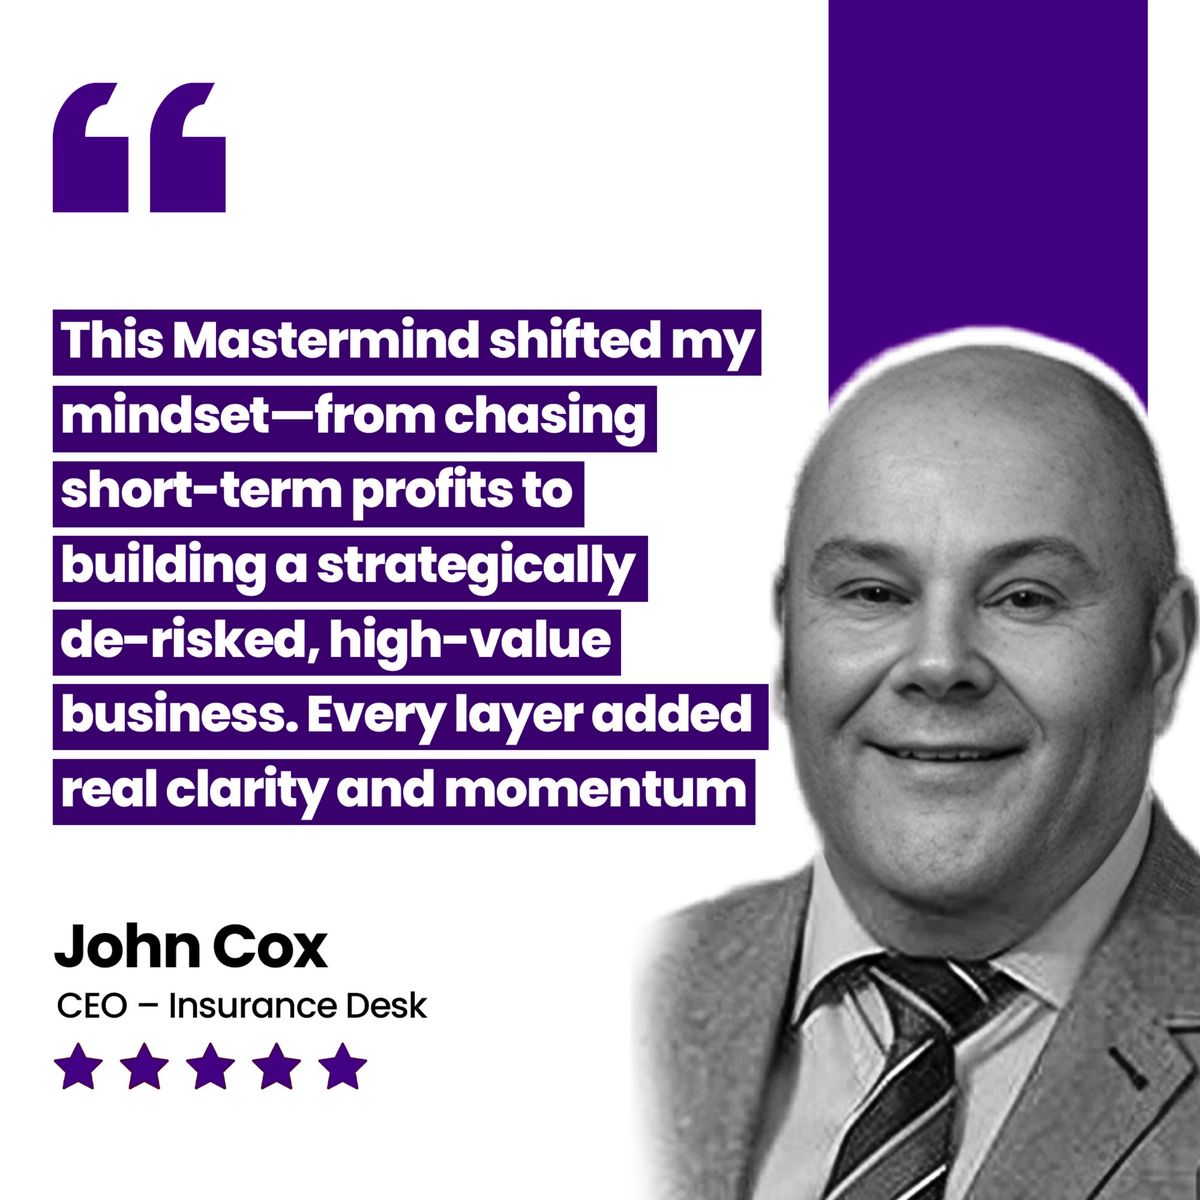 “
This Mastermind shifted my
mindset—from chasing
short-term profits to
building a strategically
de-risked, high-value
business. Every layer added
real clarity and momentum
John Cox
CEO – Insurance Desk